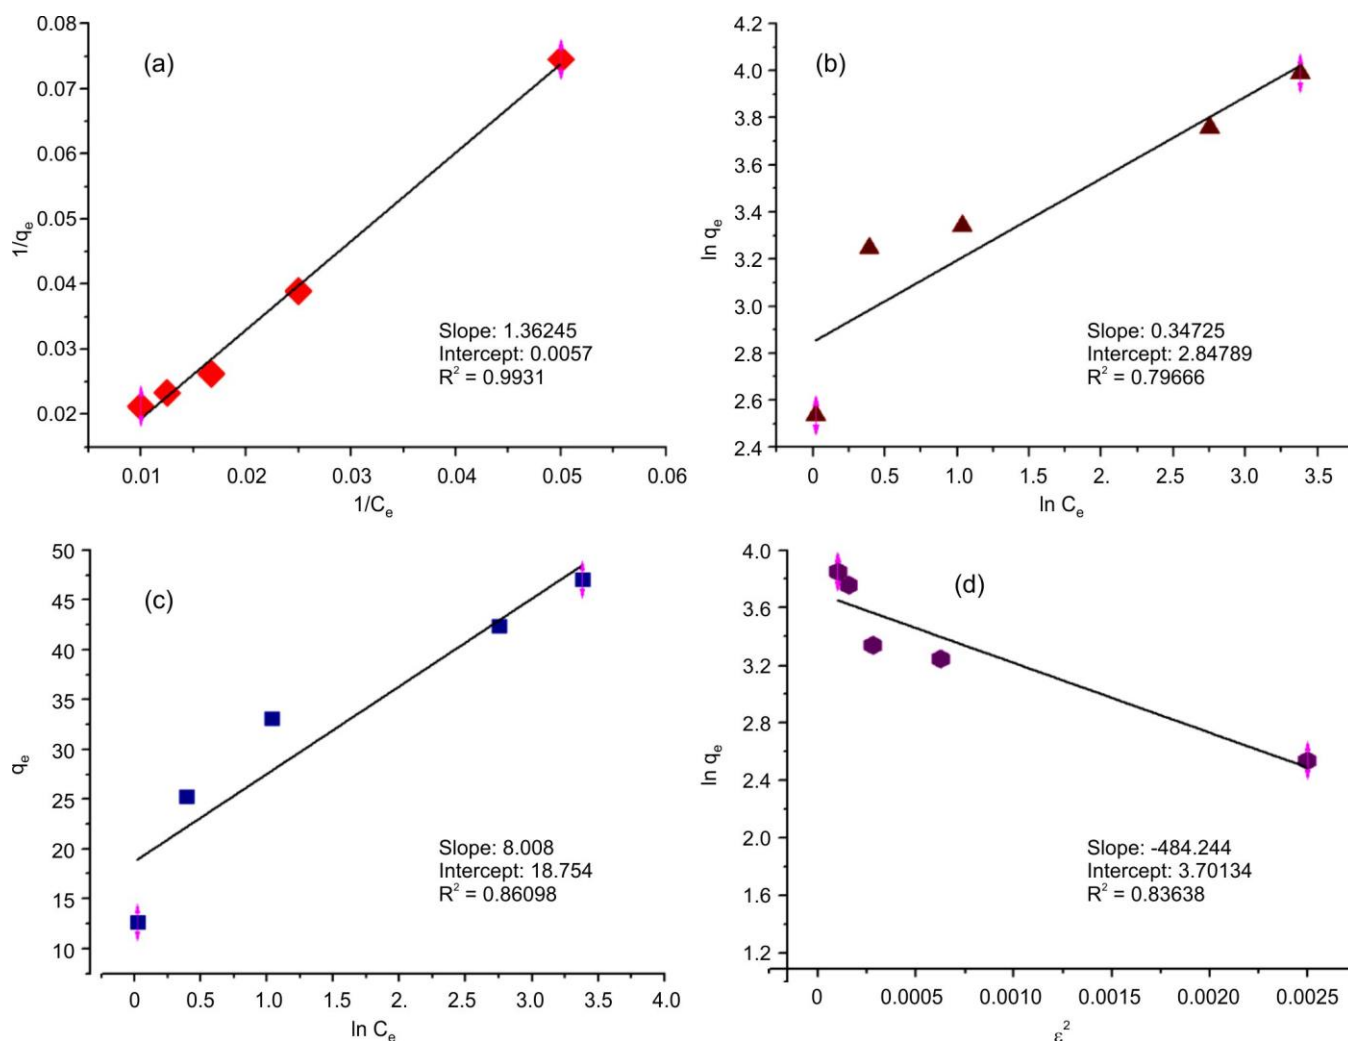 (a)
0.08
0.07
0.06
0.05
0.04
0.03
0.02
1/qₑ
Slope: 1.36245
Intercept: 0.0057
R² = 0.9931
0.01 0.02 0.03 0.04 0.05 0.06
1/Cₑ
(b)
4.2
4.0
3.8
3.4
3.2
3.0
2.8
2.6
2.4
ln qₑ
Slope: 0.34725
Intercept: 2.84789
R² = 0.79666
0 0.5 1.0 1.5 2. 2.5 3.0 3.5
ln Cₑ
(c)
50
45
40
35
30
25
20
15
10
qₑ
Slope: 8.008
Intercept: 18.754
R² = 0.86098
0 0.5 1.0 1.5 2.0 2.5 3.0 3.5 4.0
ln Cₑ
(d)
4.0
3.6
3.2
2.8
2.4
2.0
1.6
1.2
ln qₑ
Slope: -484.244
Intercept: 3.70134
R² = 0.83638
0 0.0005 0.0010 0.0015 0.0020 0.0025
ε²